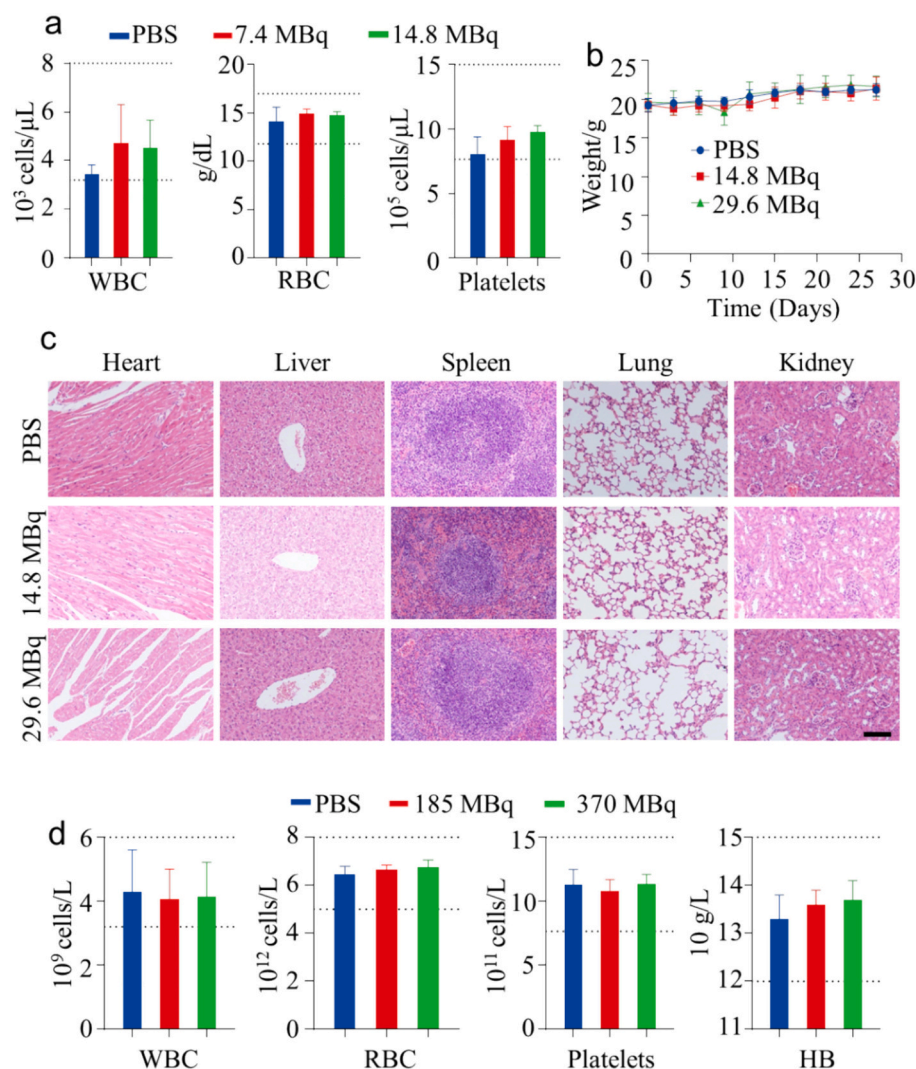 a
PBS 7.4 MBq 14.8 MBq
10³ cells/μL
8
6
4
2
0
WBC
g/dL
20
15
10
5
0
RBC
10⁵ cells/μL
15
10
5
0
Platelets
b
Weight/g
25
20
15
10
5
0
PBS
14.8 MBq
29.6 MBq
0 5 10 15 20 25 30
Time (Days)
c
Heart Liver Spleen Lung Kidney
PBS
14.8 MBq
29.6 MBq
PBS 185 MBq 370 MBq
d
10⁹ cells/L
6
4
2
0
WBC
10¹² cells/L
8
6
4
2
0
RBC
10¹¹ cells/L
15
10
5
0
Platelets
10 g/L
15
14
13
12
11
HB